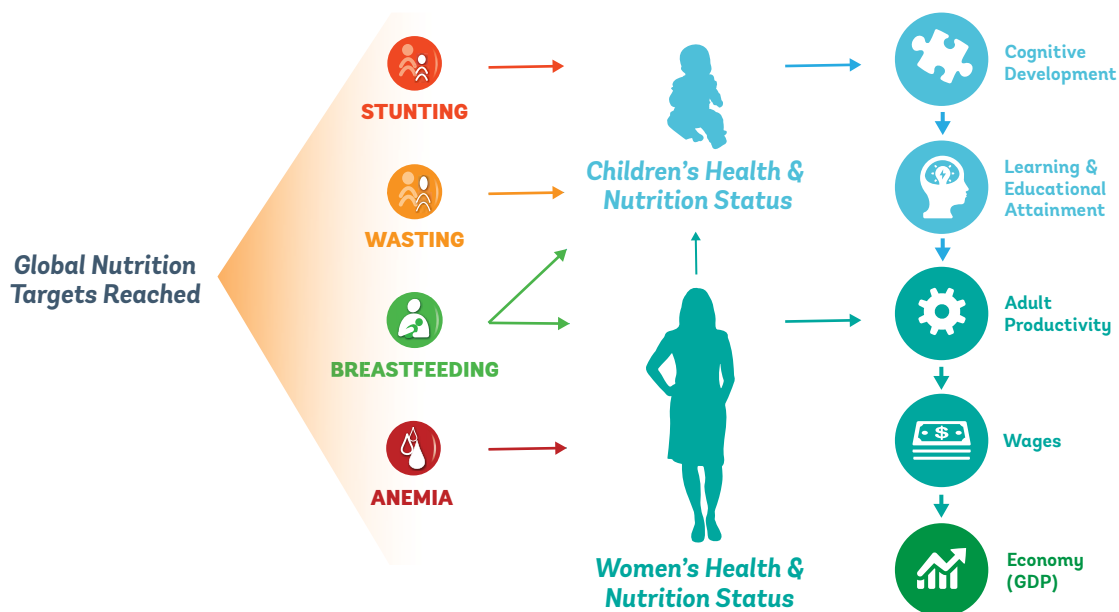 Global Nutrition
Targets Reached
STUNTING
WASTING
BREASTFEEDING
ANEMIA
Children’s Health &
Nutrition Status
Women’s Health &
Nutrition Status
Cognitive
Development
Learning &
Educational
Attainment
Adult
Productivity
$
Wages
Economy
(GDP)